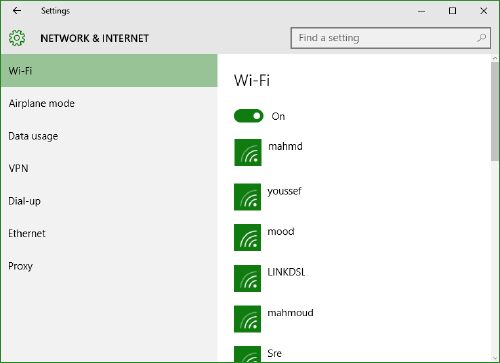 Settings
NETWORK & INTERNET
Find a setting
Wi-Fi
Airplane mode
Data usage
VPN
Dial-up
Ethernet
Proxy
Wi-Fi
On
mahmd
youssef
mood
LINKDSL
mahmoud
Sre